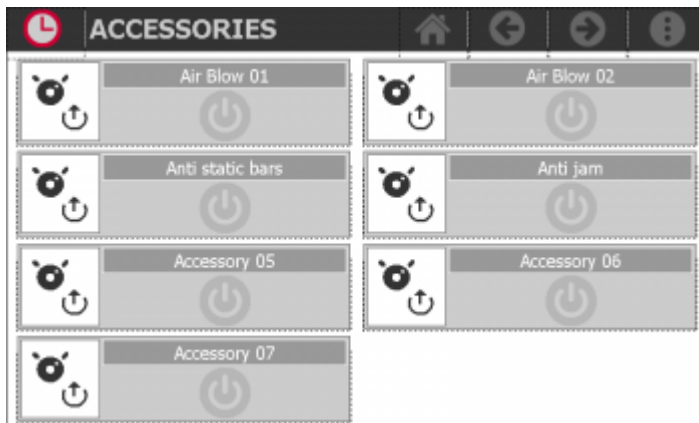 ACCESSORIES
Air Blow 01
Air Blow 02
Anti static bars
Anti jam
Accessory 05
Accessory 06
Accessory 07